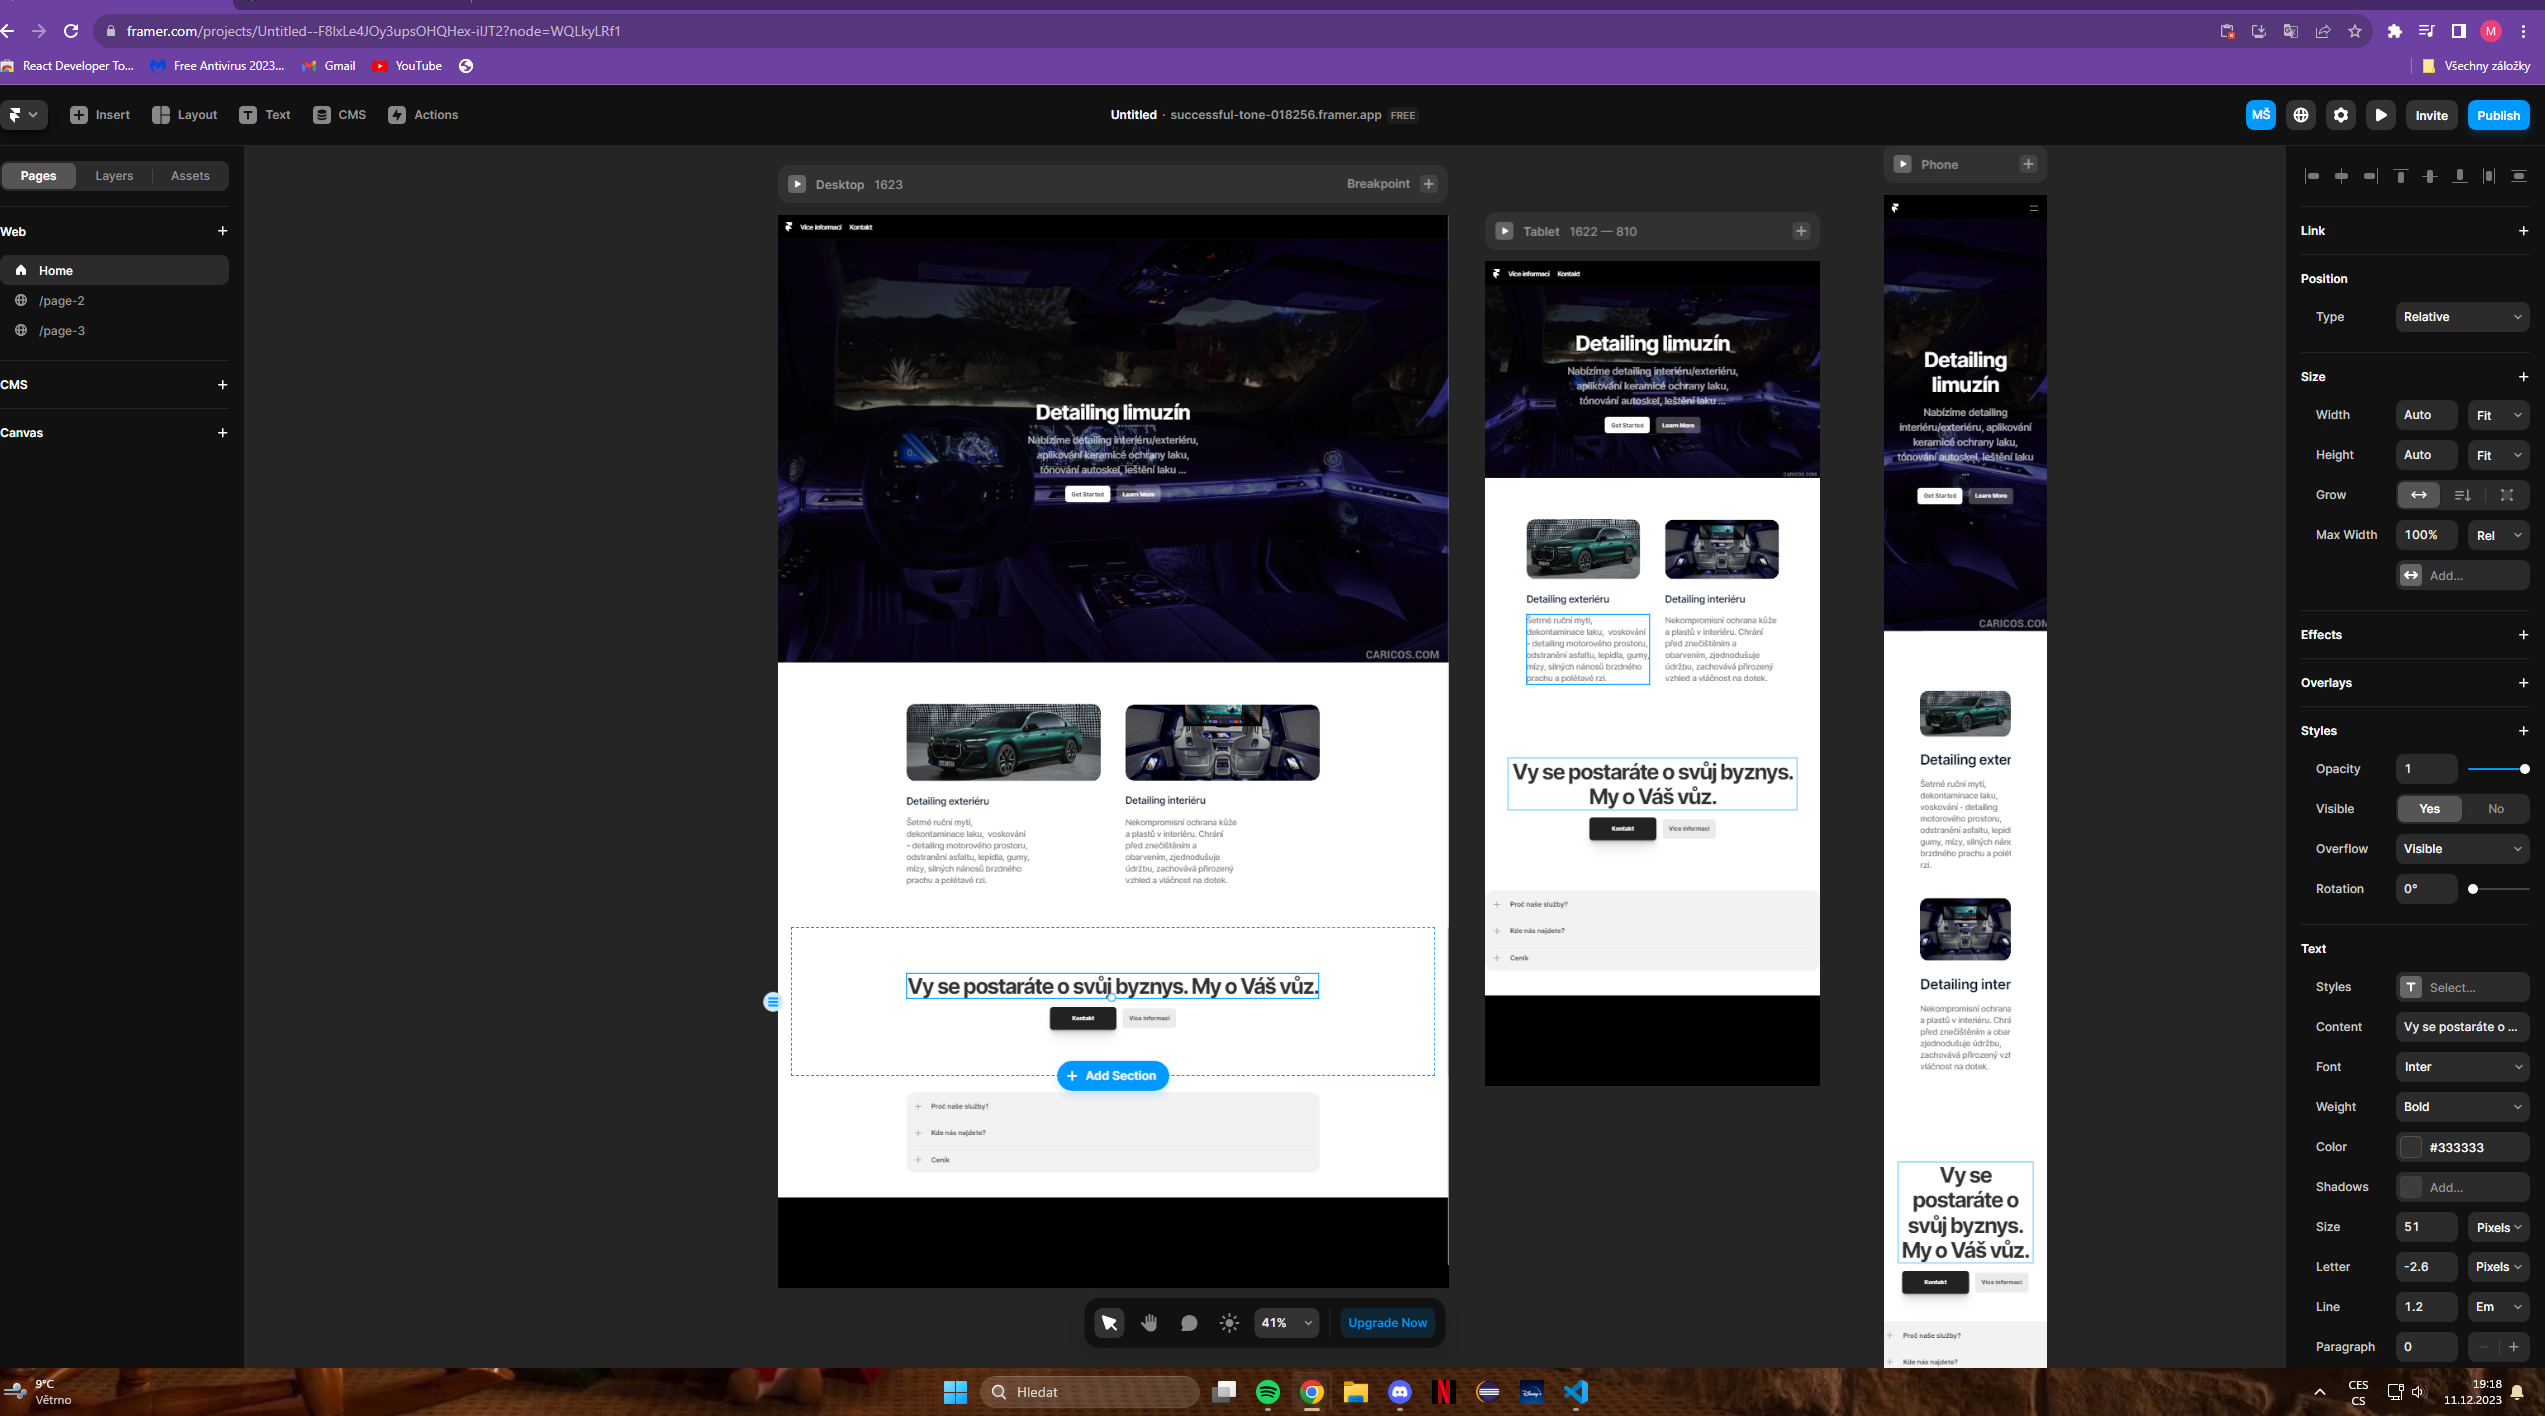 framer.com/projects/Untitled--F8IxLe4JOy3upsOHQHex-iIJT2?node=WQLkyLRf1
M
React Developer To...
Free Antivirus 2023...
Gmail
YouTube
Všechny záložky
Insert
Layout
Text
CMS
Actions
Untitled · successful-tone-018256.framer.app FREE
MŠ
Invite
Publish
Pages
Layers
Assets
Web
Home
/page-2
/page-3
CMS
Canvas
Desktop 1623
Breakpoint
Více informací Kontakt
Detailing limuzín
Nabízíme detailing interiéru/exteriéru,
aplikování keramicé ochrany laku,
tónování autoskel, leštění laku ...
Get Started
Learn More
CARICOS.COM
Detailing exteriéru
Šetrné ruční mytí,
dekontaminace laku, voskování
- detailing motorového prostoru,
odstranění asfaltu, lepidla, gumy,
mízy, silných nánosů brzdného
prachu a polétavé rzi.
Detailing interiéru
Nekompromisní ochrana kůže
a plastů v interiéru. Chrání
před znečištěním a
obarvením, zjednodušuje
údržbu, zachovává přirozený
vzhled a vláčnost na dotek.
Vy se postaráte o svůj byznys. My o Váš vůz.
Kontakt
Více informací
Add Section
Proč naše služby?
Kde nás najdete?
Ceník
Tablet 1622 — 810
Více informací Kontakt
Detailing limuzín
Nabízíme detailing interiéru/exteriéru,
aplikování keramicé ochrany laku,
tónování autoskel, leštění laku ...
Get Started
Learn More
CARICOS.COM
Detailing exteriéru
Šetrné ruční mytí,
dekontaminace laku, voskování
- detailing motorového prostoru,
odstranění asfaltu, lepidla, gumy,
mízy, silných nánosů brzdného
prachu a polétavé rzi.
Detailing interiéru
Nekompromisní ochrana kůže
a plastů v interiéru. Chrání
před znečištěním a
obarvením, zjednodušuje
údržbu, zachovává přirozený
vzhled a vláčnost na dotek.
Vy se postaráte o svůj byznys.
My o Váš vůz.
Kontakt
Více informací
Proč naše služby?
Kde nás najdete?
Ceník
Phone
Detailing
limuzín
Nabízíme detailing
interiéru/exteriéru, aplikování
keramicé ochrany laku,
tónování autoskel, leštění laku
...
Get Started
Learn More
CARICOS.COM
Detailing exter
Šetrné ruční mytí,
dekontaminace laku,
voskování - detailing
motorového prostoru,
odstranění asfaltu, lepid
gumy, mízy, silných nánc
brzdného prachu a polét
rzi.
Detailing inter
Nekompromisní ochrana
a plastů v interiéru. Chrá
před znečištěním a obar
zjednodušuje údržbu,
zachovává přirozený vzh
vláčnost na dotek.
Vy se
postaráte o
svůj byznys.
My o Váš vůz.
Kontakt
Více informací
Proč naše služby?
Kde nás najdete?
41%
Upgrade Now
Link
Position
Type Relative
Size
Width Auto Fit
Height Auto Fit
Grow
Max Width 100% Rel
Add...
Effects
Overlays
Styles
Opacity 1
Visible Yes No
Overflow Visible
Rotation 0°
Text
Styles T Select...
Content Vy se postaráte o ...
Font Inter
Weight Bold
Color #333333
Shadows Add...
Size 51 Pixels
Letter -2.6 Pixels
Line 1.2 Em
Paragraph 0
9°C
Větrno
Hledat
CES
CS
19:18
11.12.2023